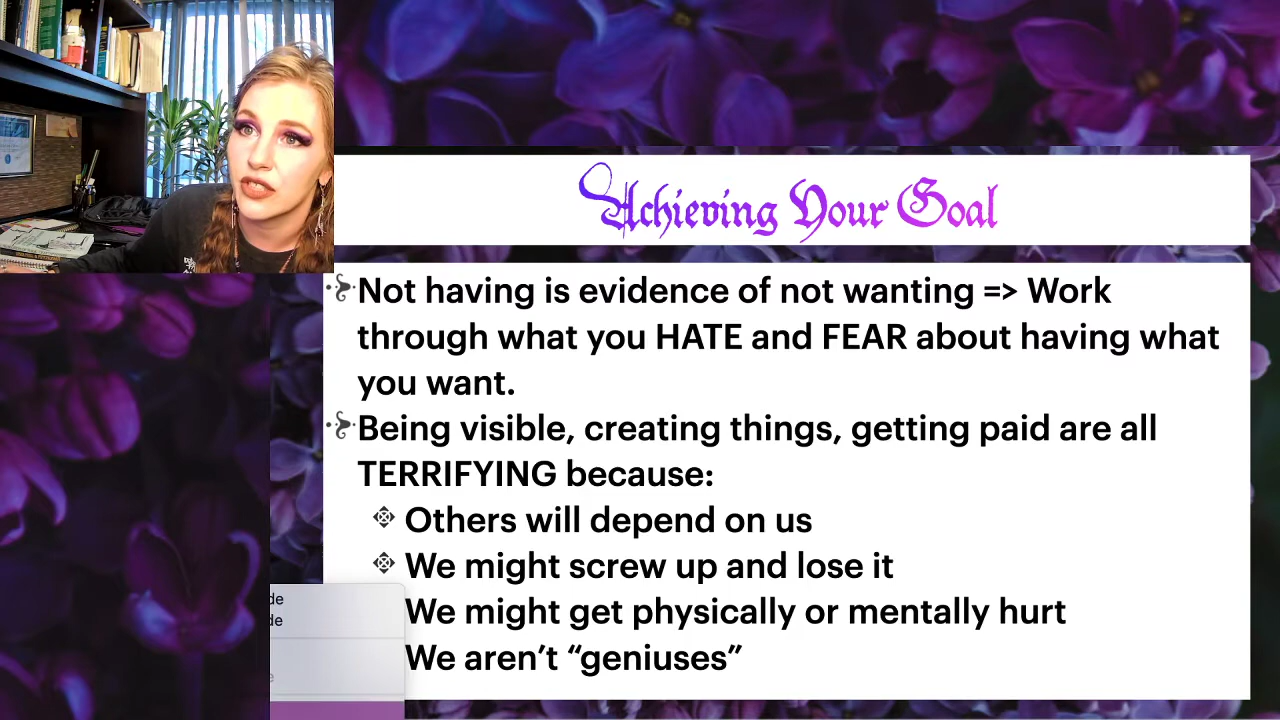 Achieving Your Goal
Not having is evidence of not wanting => Work
through what you HATE and FEAR about having what
you want.
Being visible, creating things, getting paid are all
TERRIFYING because:
Others will depend on us
We might screw up and lose it
We might get physically or mentally hurt
We aren’t “geniuses”
de
de
e